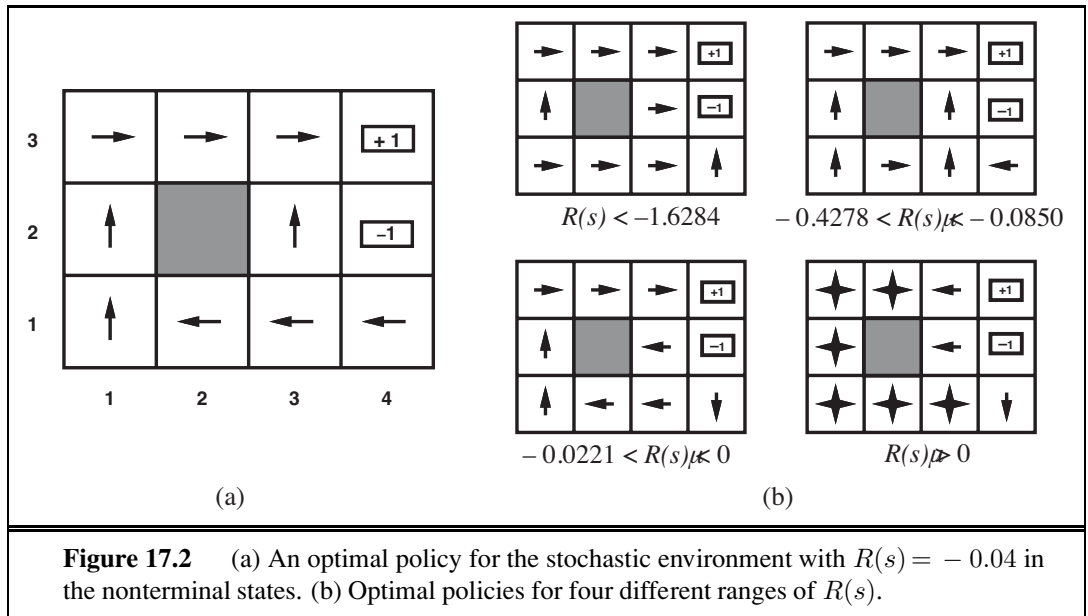 3
+ 1
2
–1
1
1 2 3 4
+1
–1
R(s) < –1.6284
+1
–1
– 0.4278 < R(s) < – 0.0850
+1
–1
– 0.0221 < R(s) < 0
+1
–1
R(s) > 0
(a)
(b)
Figure 17.2 (a) An optimal policy for the stochastic environment with R(s) = – 0.04 in
the nonterminal states. (b) Optimal policies for four different ranges of R(s).